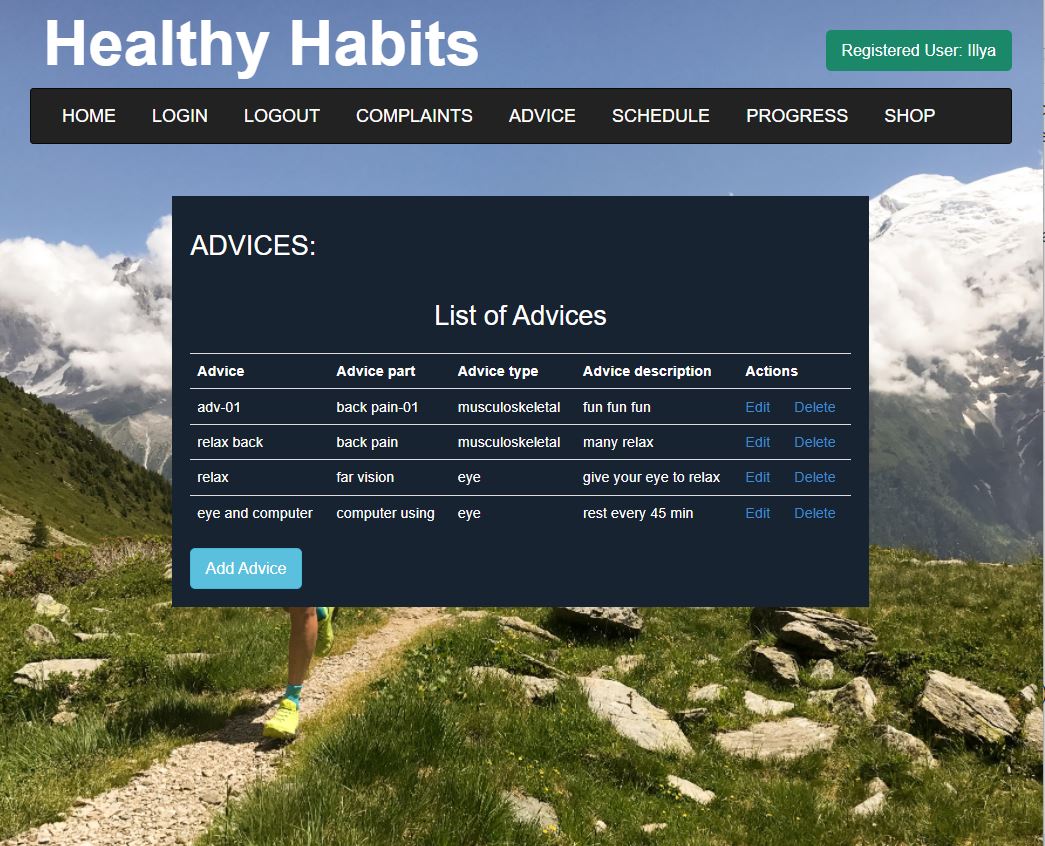 Healthy Habits
Registered User: Illya
HOME LOGIN LOGOUT COMPLAINTS ADVICE SCHEDULE PROGRESS SHOP
ADVICES:
List of Advices
Advice Advice part Advice type Advice description Actions
adv-01 back pain-01 musculoskeletal fun fun fun Edit Delete
relax back back pain musculoskeletal many relax Edit Delete
relax far vision eye give your eye to relax Edit Delete
eye and computer computer using eye rest every 45 min Edit Delete
Add Advice